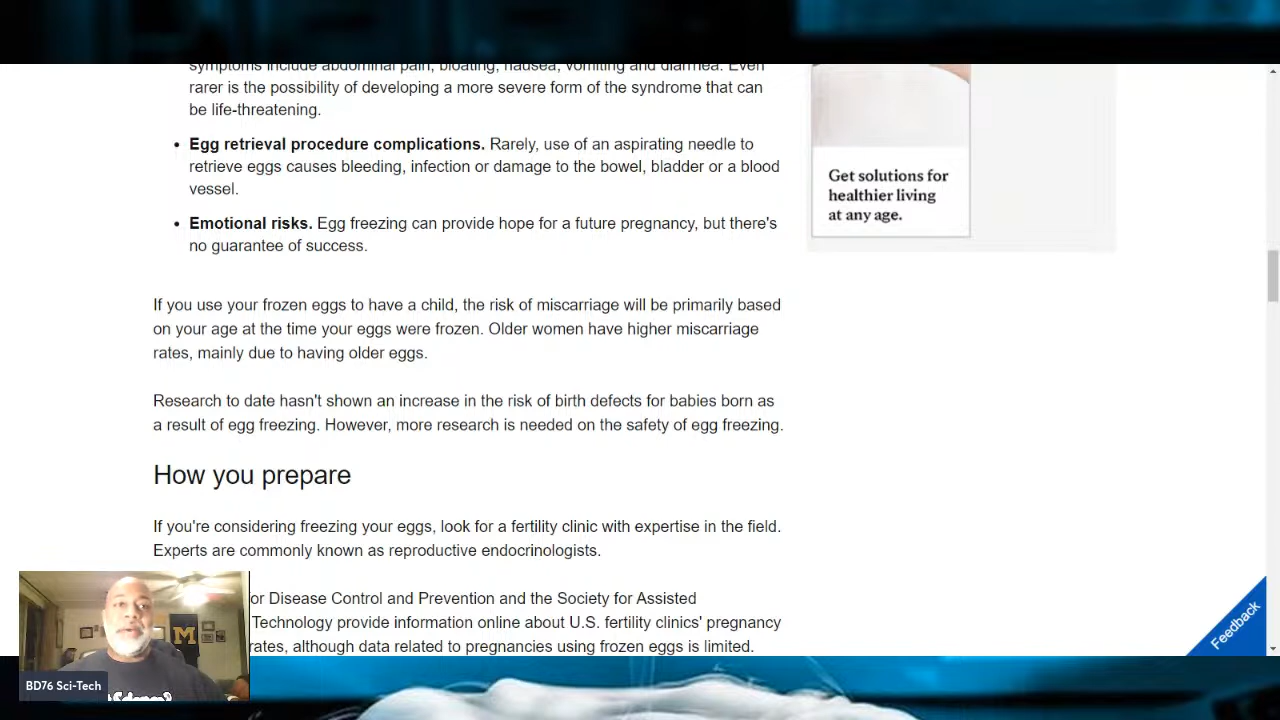 symptoms include abdominal pain, bloating, nausea, vomiting and diarrhea. Even
rarer is the possibility of developing a more severe form of the syndrome that can
be life-threatening.
• Egg retrieval procedure complications. Rarely, use of an aspirating needle to
retrieve eggs causes bleeding, infection or damage to the bowel, bladder or a blood
vessel.
• Emotional risks. Egg freezing can provide hope for a future pregnancy, but there's
no guarantee of success.
If you use your frozen eggs to have a child, the risk of miscarriage will be primarily based
on your age at the time your eggs were frozen. Older women have higher miscarriage
rates, mainly due to having older eggs.
Research to date hasn't shown an increase in the risk of birth defects for babies born as
a result of egg freezing. However, more research is needed on the safety of egg freezing.
How you prepare
If you're considering freezing your eggs, look for a fertility clinic with expertise in the field.
Experts are commonly known as reproductive endocrinologists.
or Disease Control and Prevention and the Society for Assisted
Technology provide information online about U.S. fertility clinics' pregnancy
rates, although data related to pregnancies using frozen eggs is limited.
Get solutions for
healthier living
at any age.
Feedback
M
BD76 Sci-Tech